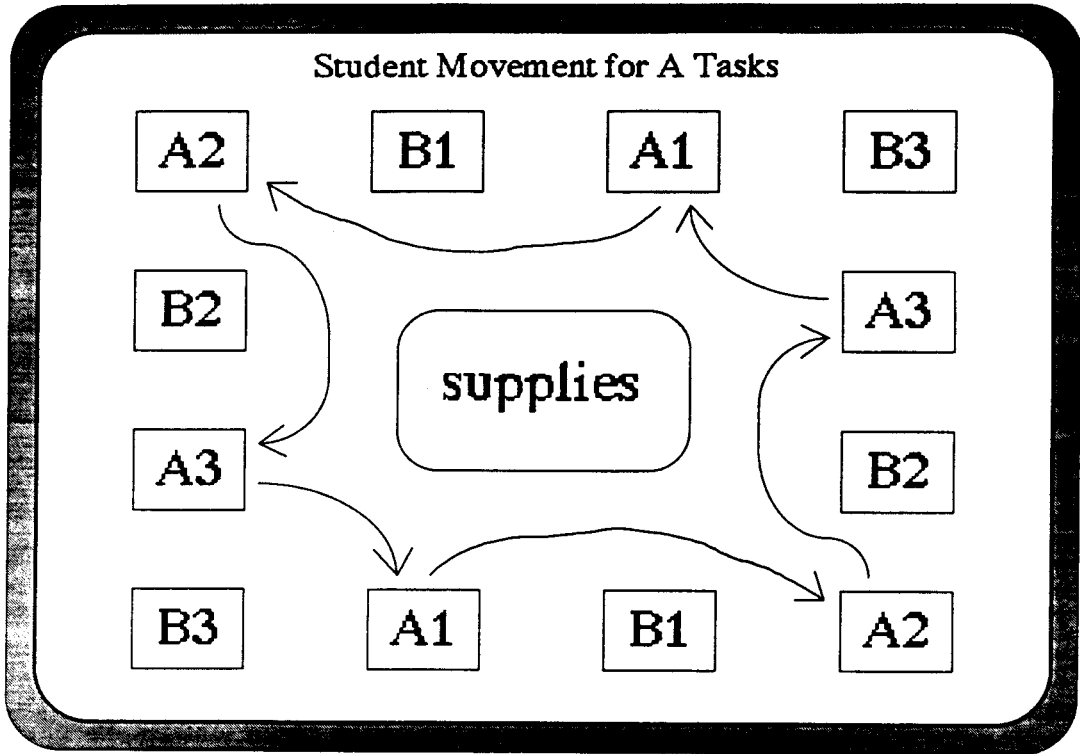 Student Movement for A Tasks
A2 B1 A1 B3
B2 A3
supplies
A3 B2
B3 A1 B1 A2